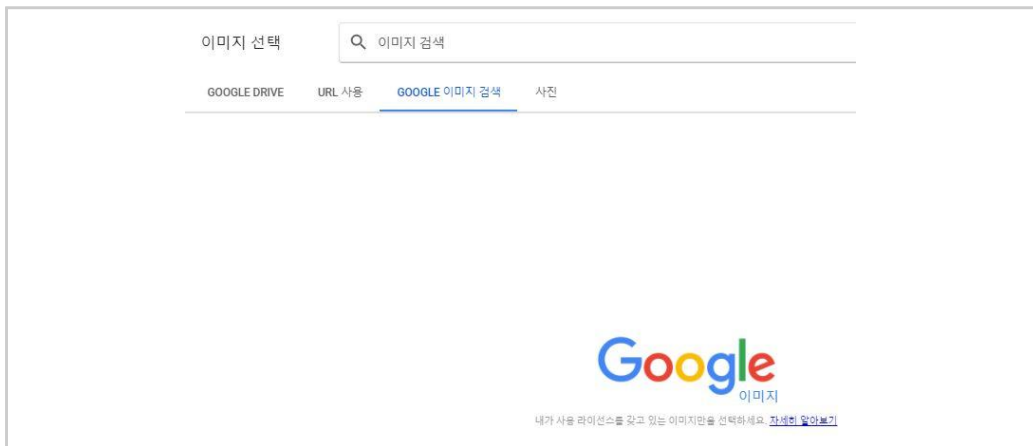 이미지 선택
이미지 검색
GOOGLE DRIVE URL 사용 GOOGLE 이미지 검색 사진
Google
이미지
내가 사용 라이선스를 갖고 있는 이미지만을 선택하세요. 자세히 알아보기